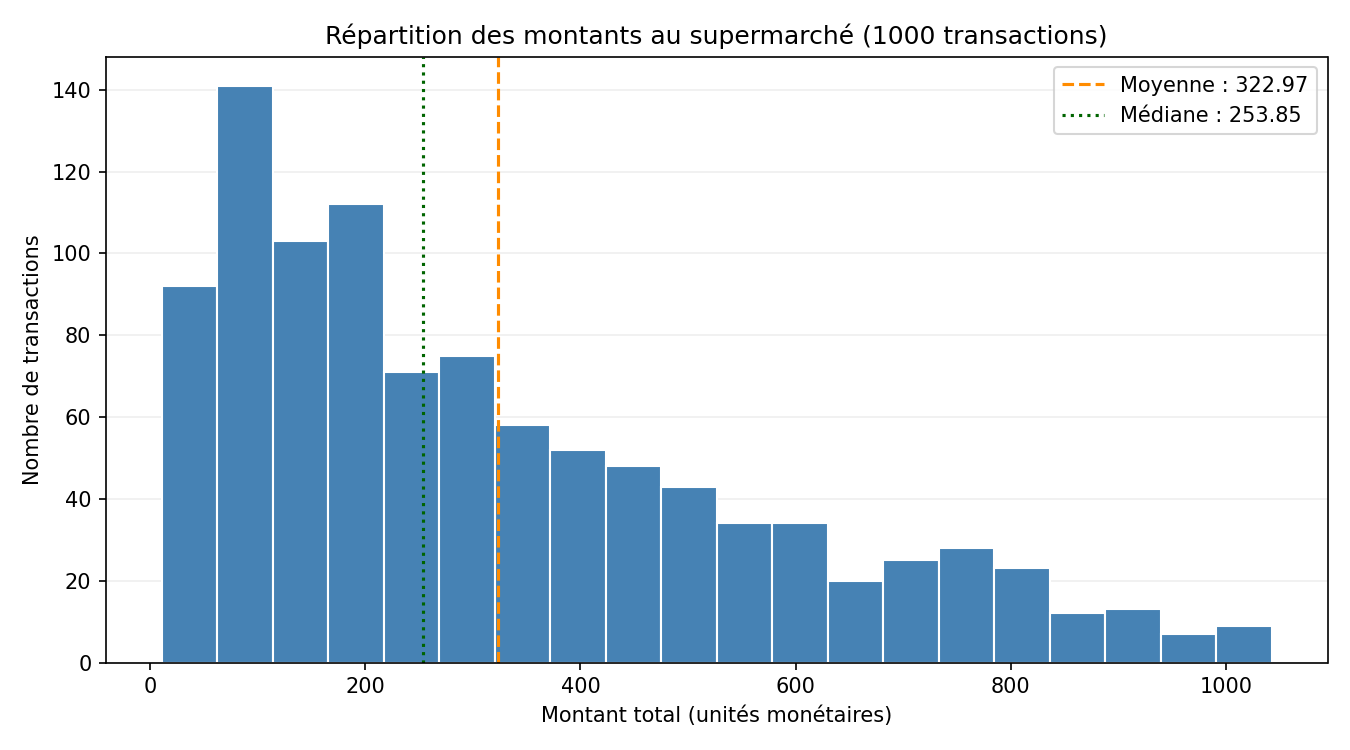 Répartition des montants au supermarché (1000 transactions)
Moyenne : 322.97
Médiane : 253.85
Nombre de transactions
140
120
100
80
60
40
20
0
0 200 400 600 800 1000
Montant total (unités monétaires)